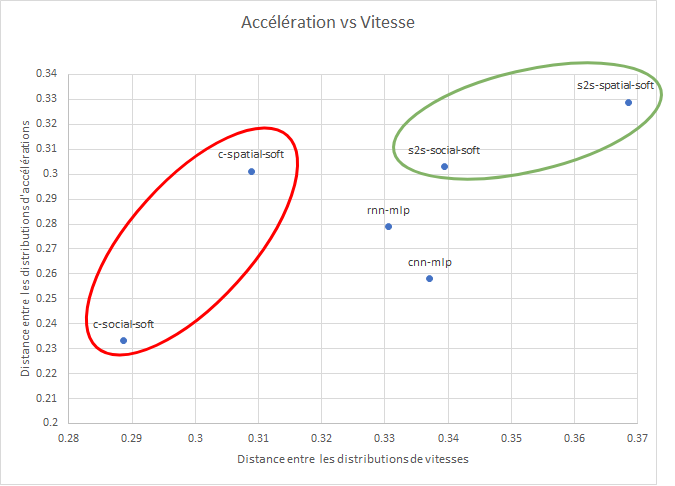 Accélération vs Vitesse
Distance entre les distributions d'accélérations
0.34
0.33
0.32
0.31
0.3
0.29
0.28
0.27
0.26
0.25
0.24
0.23
0.22
0.21
0.2
s2s-spatial-soft
s2s-social-soft
c-spatial-soft
rnn-mlp
cnn-mlp
c-social-soft
0.28 0.29 0.3 0.31 0.32 0.33 0.34 0.35 0.36 0.37
Distance entre les distributions de vitesses